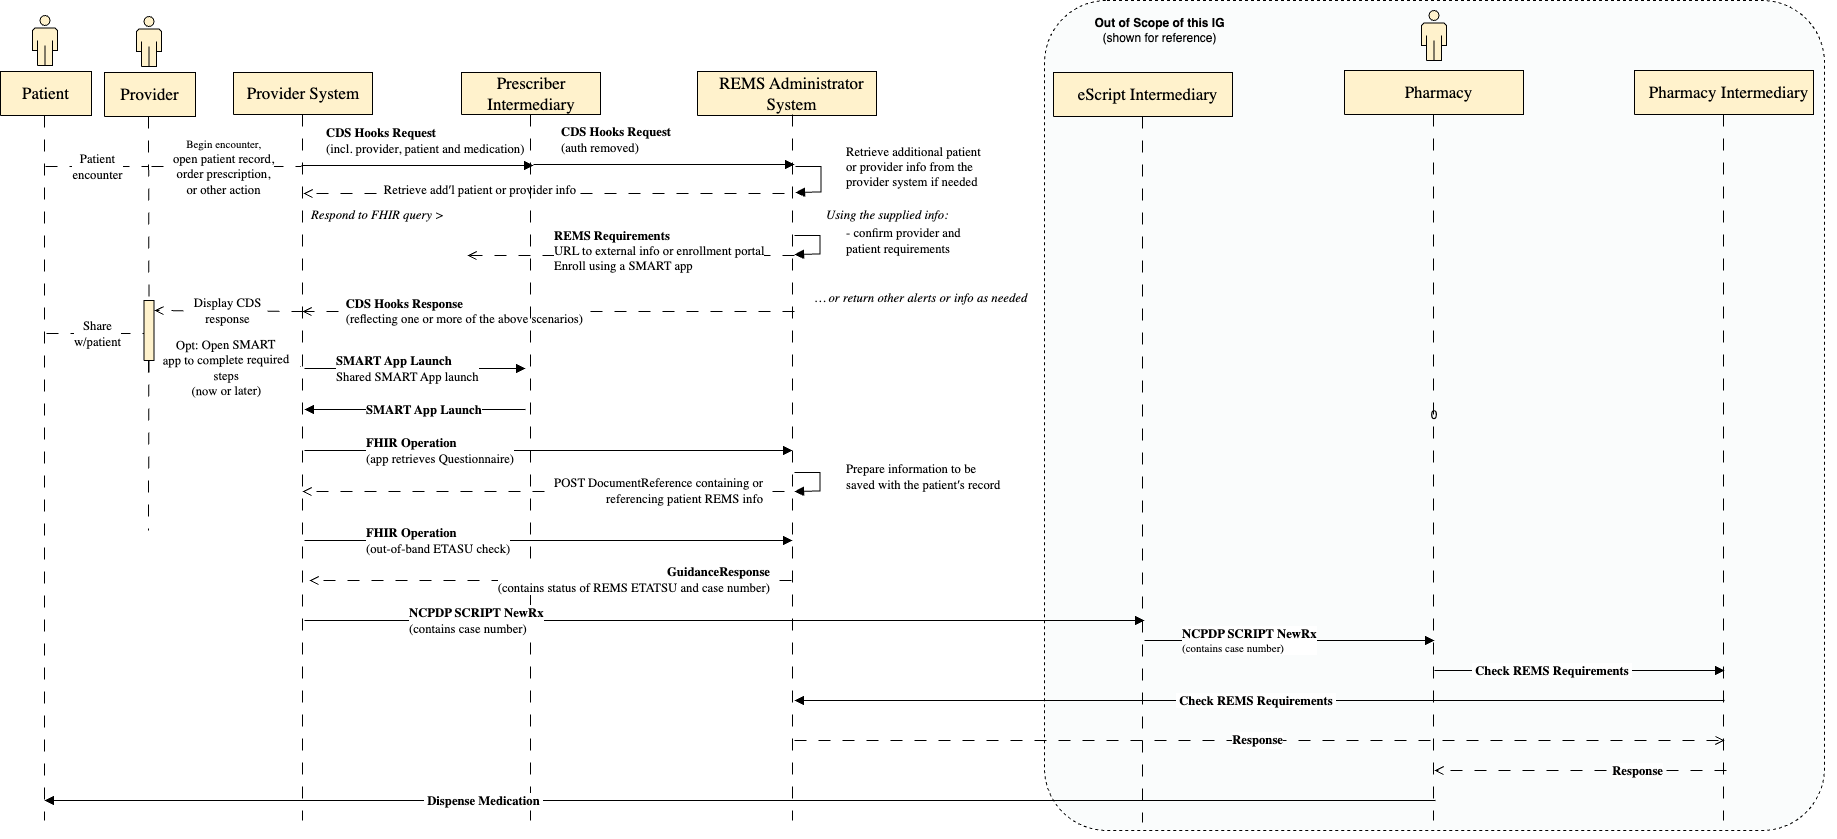 Out of Scope of this IG
(shown for reference)
Patient
Provider
Provider System
Prescriber
Intermediary
REMS Administrator
System
eScript Intermediary
Pharmacy
Pharmacy Intermediary
Patient
encounter
Begin encounter,
open patient record,
order prescription,
or other action
CDS Hooks Request
(incl. provider, patient and medication)
CDS Hooks Request
(auth removed)
Retrieve additional patient
or provider info from the
provider system if needed
Retrieve add'l patient or provider info
Respond to FHIR query >
Using the supplied info:
- confirm provider and
patient requirements
REMS Requirements
URL to external info or enrollment portal
Enroll using a SMART app
…or return other alerts or info as needed
Display CDS
response
CDS Hooks Response
(reflecting one or more of the above scenarios)
Share
w/patient
Opt: Open SMART
app to complete required
steps
(now or later)
SMART App Launch
Shared SMART App launch
SMART App Launch
0
FHIR Operation
(app retrieves Questionnaire)
POST DocumentReference containing or
referencing patient REMS info
Prepare information to be
saved with the patient's record
FHIR Operation
(out-of-band ETASU check)
GuidanceResponse
(contains status of REMS ETATSU and case number)
NCPDP SCRIPT NewRx
(contains case number)
NCPDP SCRIPT NewRx
(contains case number)
Check REMS Requirements
Check REMS Requirements
Response
Response
Dispense Medication